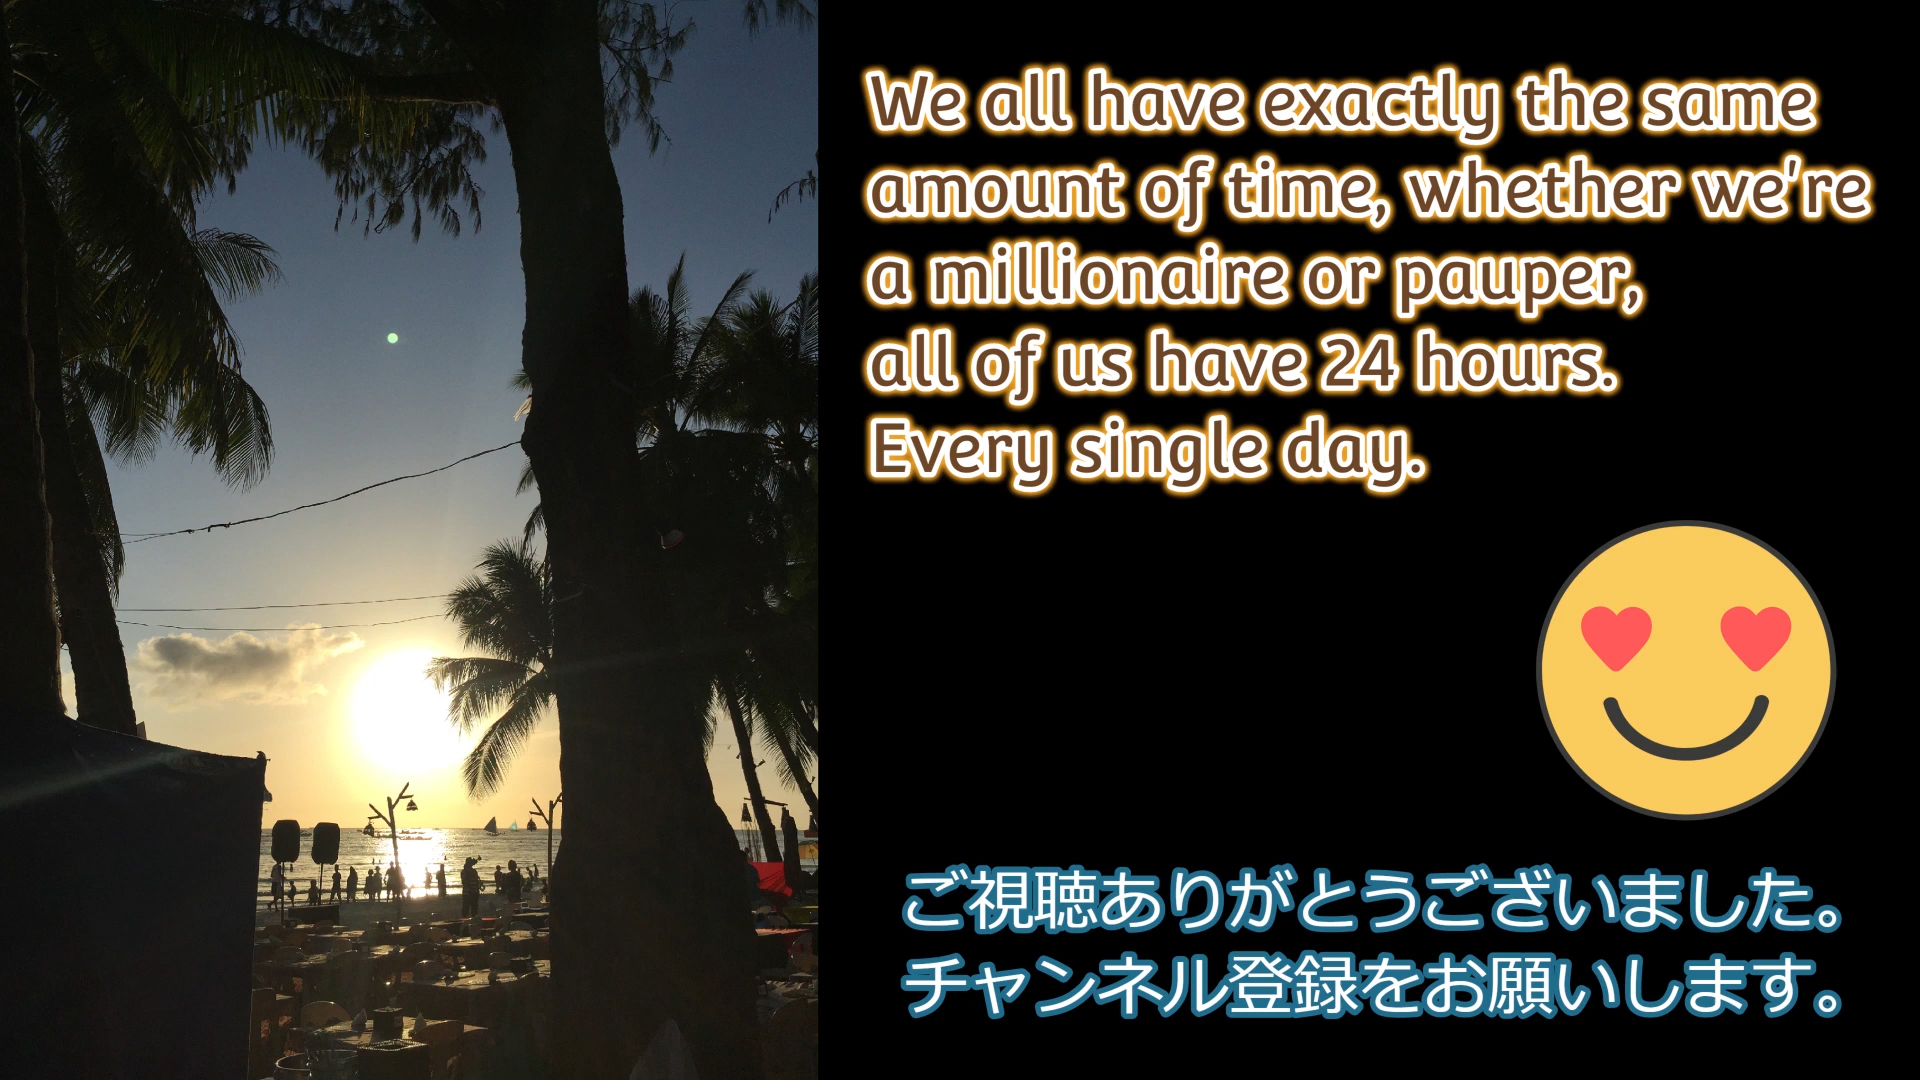 We all have exactly the same
amount of time, whether we're
a millionaire or pauper,
all of us have 24 hours.
Every single day.
ご視聴ありがとうございました。
チャンネル登録をお願いします。